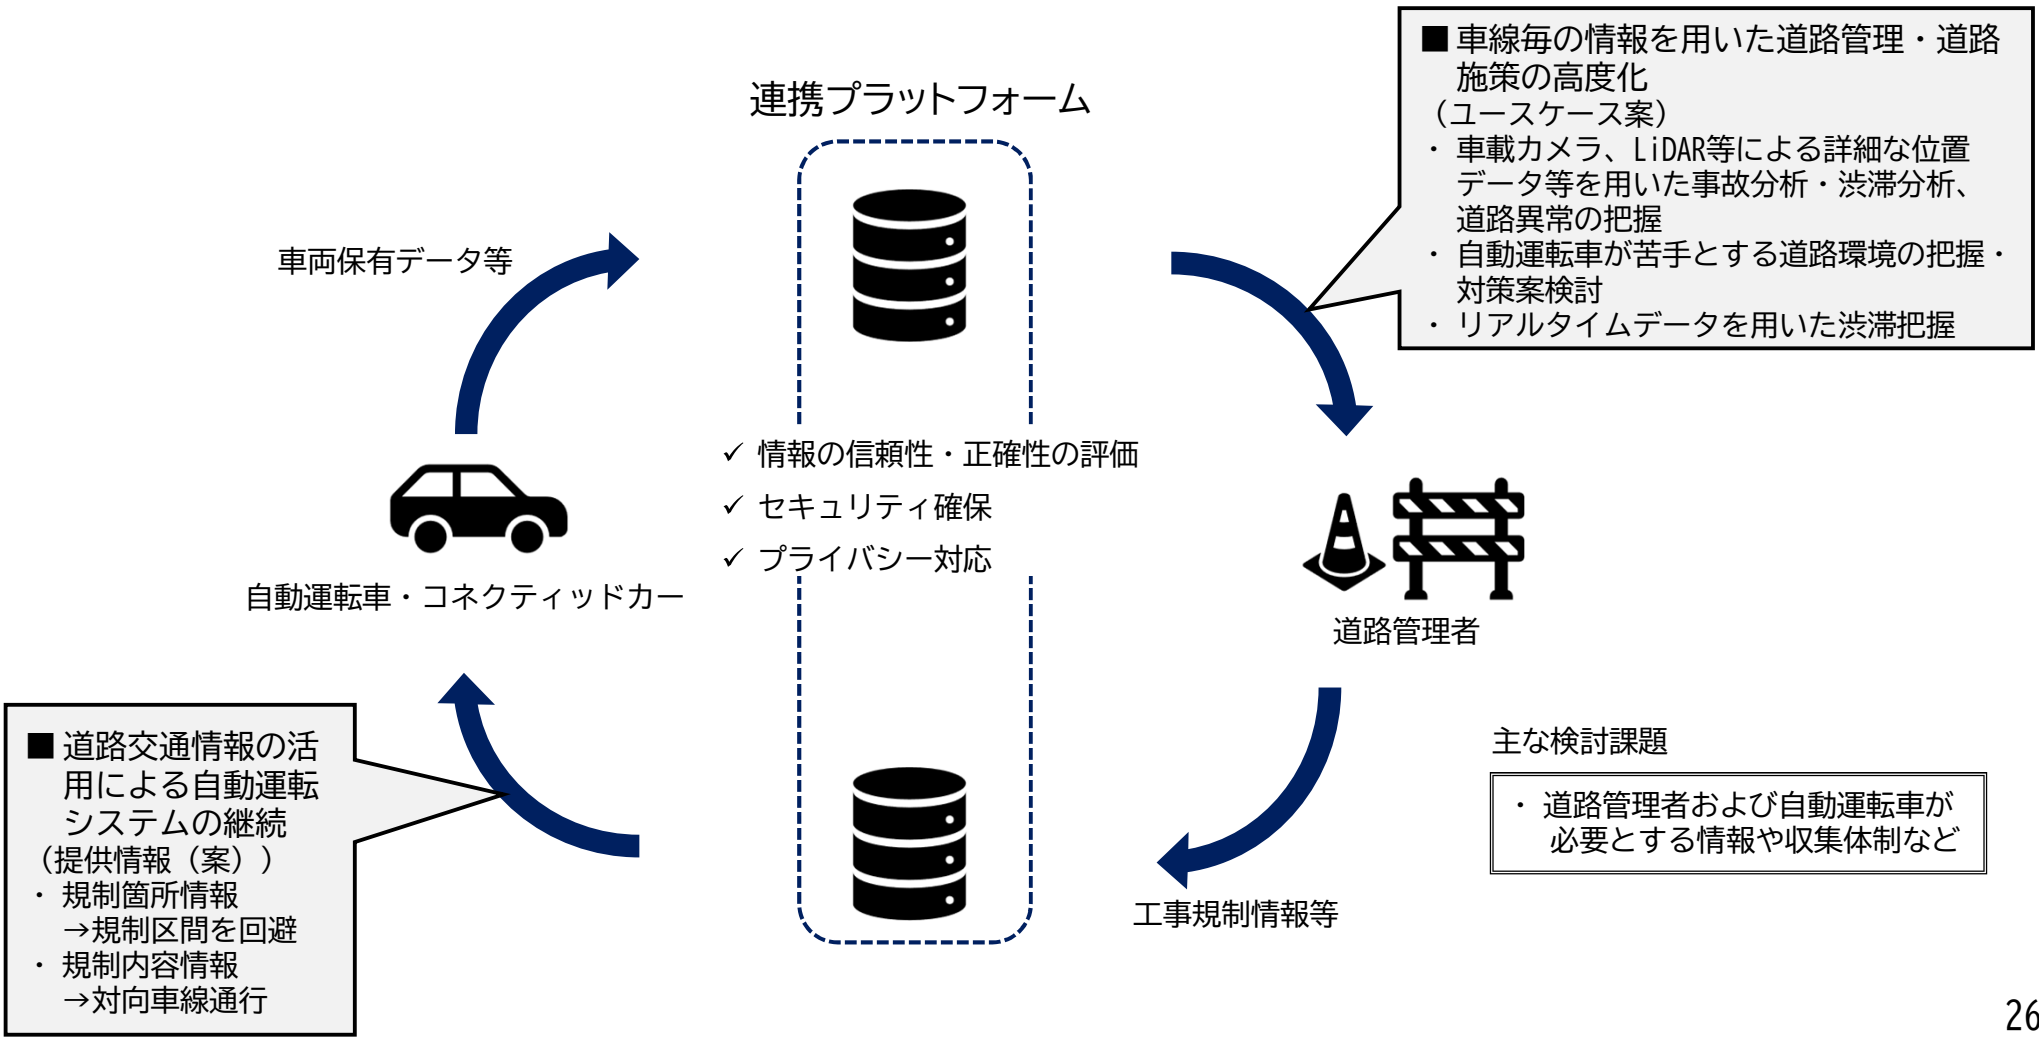 連携プラットフォーム
■ 車線毎の情報を用いた道路管理・道路
施策の高度化
（ユースケース案）
・ 車載カメラ、LiDAR等による詳細な位置
データ等を用いた事故分析・渋滞分析、
道路異常の把握
・ 自動運転車が苦手とする道路環境の把握・
対策案検討
・ リアルタイムデータを用いた渋滞把握
車両保有データ等
✓ 情報の信頼性・正確性の評価
✓ セキュリティ確保
✓ プライバシー対応
自動運転車・コネクティッドカー
道路管理者
■ 道路交通情報の活
用による自動運転
システムの継続
（提供情報（案））
・ 規制箇所情報
→規制区間を回避
・ 規制内容情報
→対向車線通行
主な検討課題
・ 道路管理者および自動運転車が
必要とする情報や収集体制など
工事規制情報等
26